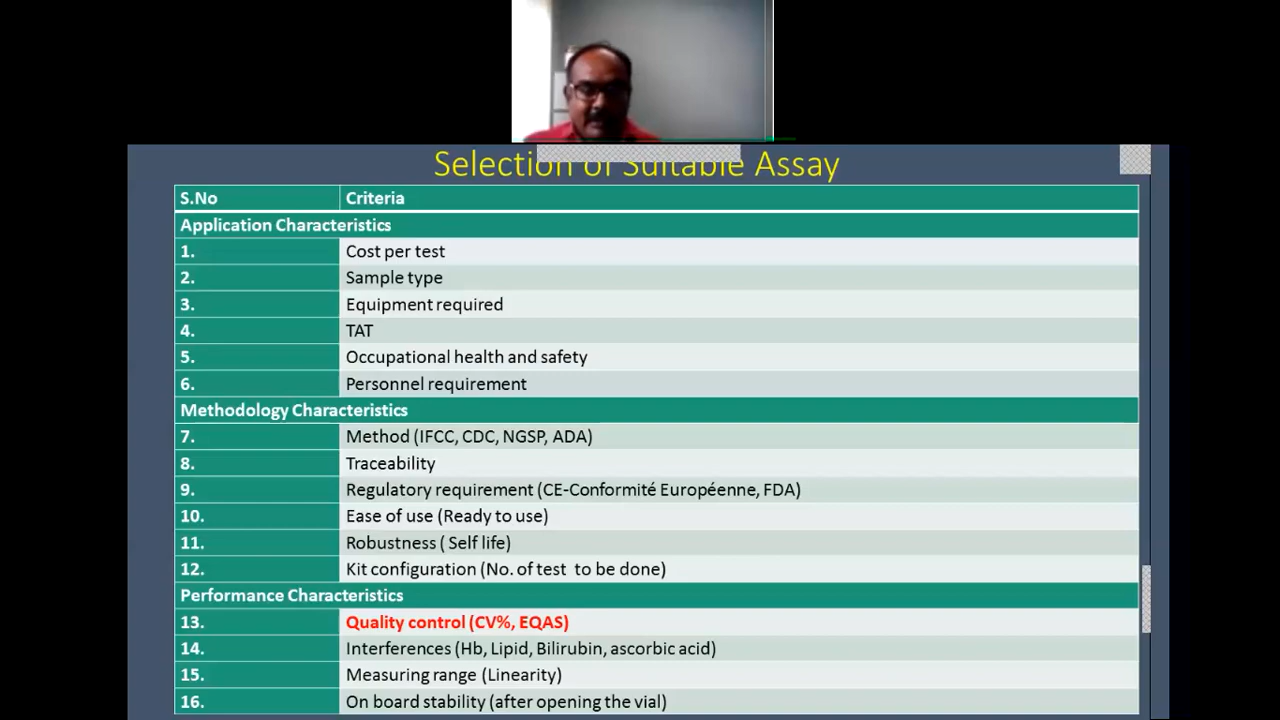 Selection of Suitable Assay
S.No Criteria
Application Characteristics
1. Cost per test
2. Sample type
3. Equipment required
4. TAT
5. Occupational health and safety
6. Personnel requirement
Methodology Characteristics
7. Method (IFCC, CDC, NGSP, ADA)
8. Traceability
9. Regulatory requirement (CE-Conformité Européenne, FDA)
10. Ease of use (Ready to use)
11. Robustness ( Self life)
12. Kit configuration (No. of test to be done)
Performance Characteristics
13. Quality control (CV%, EQAS)
14. Interferences (Hb, Lipid, Bilirubin, ascorbic acid)
15. Measuring range (Linearity)
16. On board stability (after opening the vial)